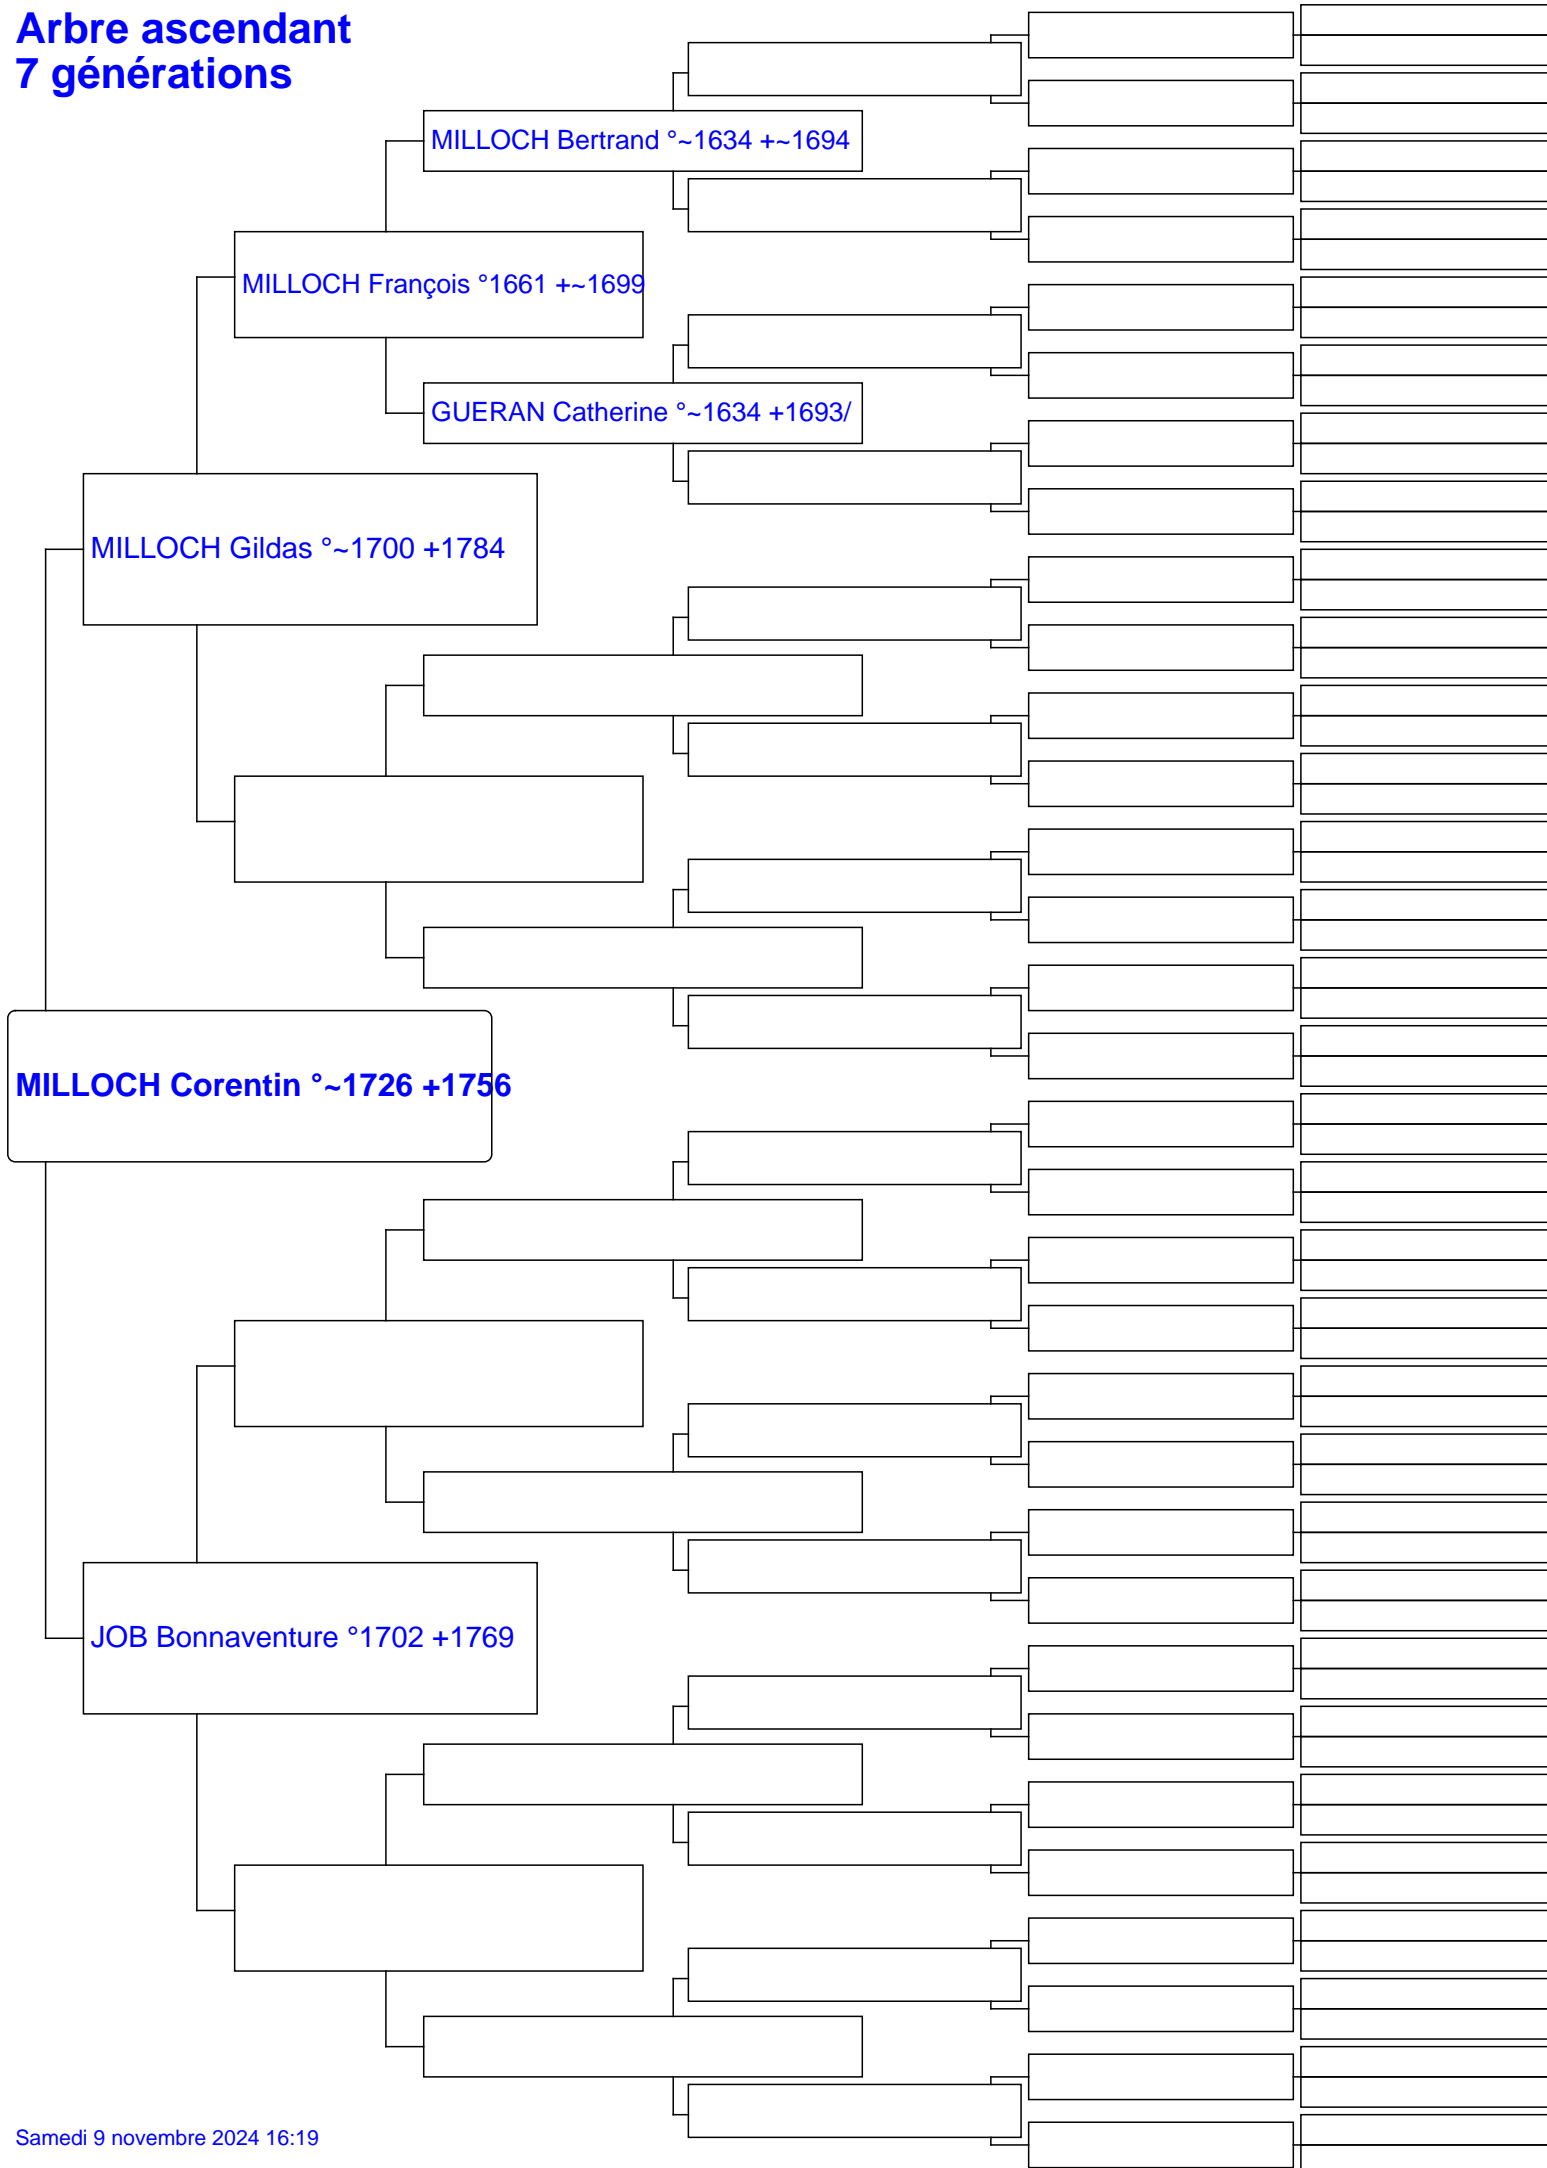 Arbre ascendant
7 générations
MILLOCH Bertrand °~1634 +~1694
MILLOCH François °1661 +~1699
GUERAN Catherine °~1634 +1693/
MILLOCH Gildas °~1700 +1784
MILLOCH Corentin °~1726 +1756
JOB Bonnaventure °1702 +1769
Samedi 9 novembre 2024 16:19